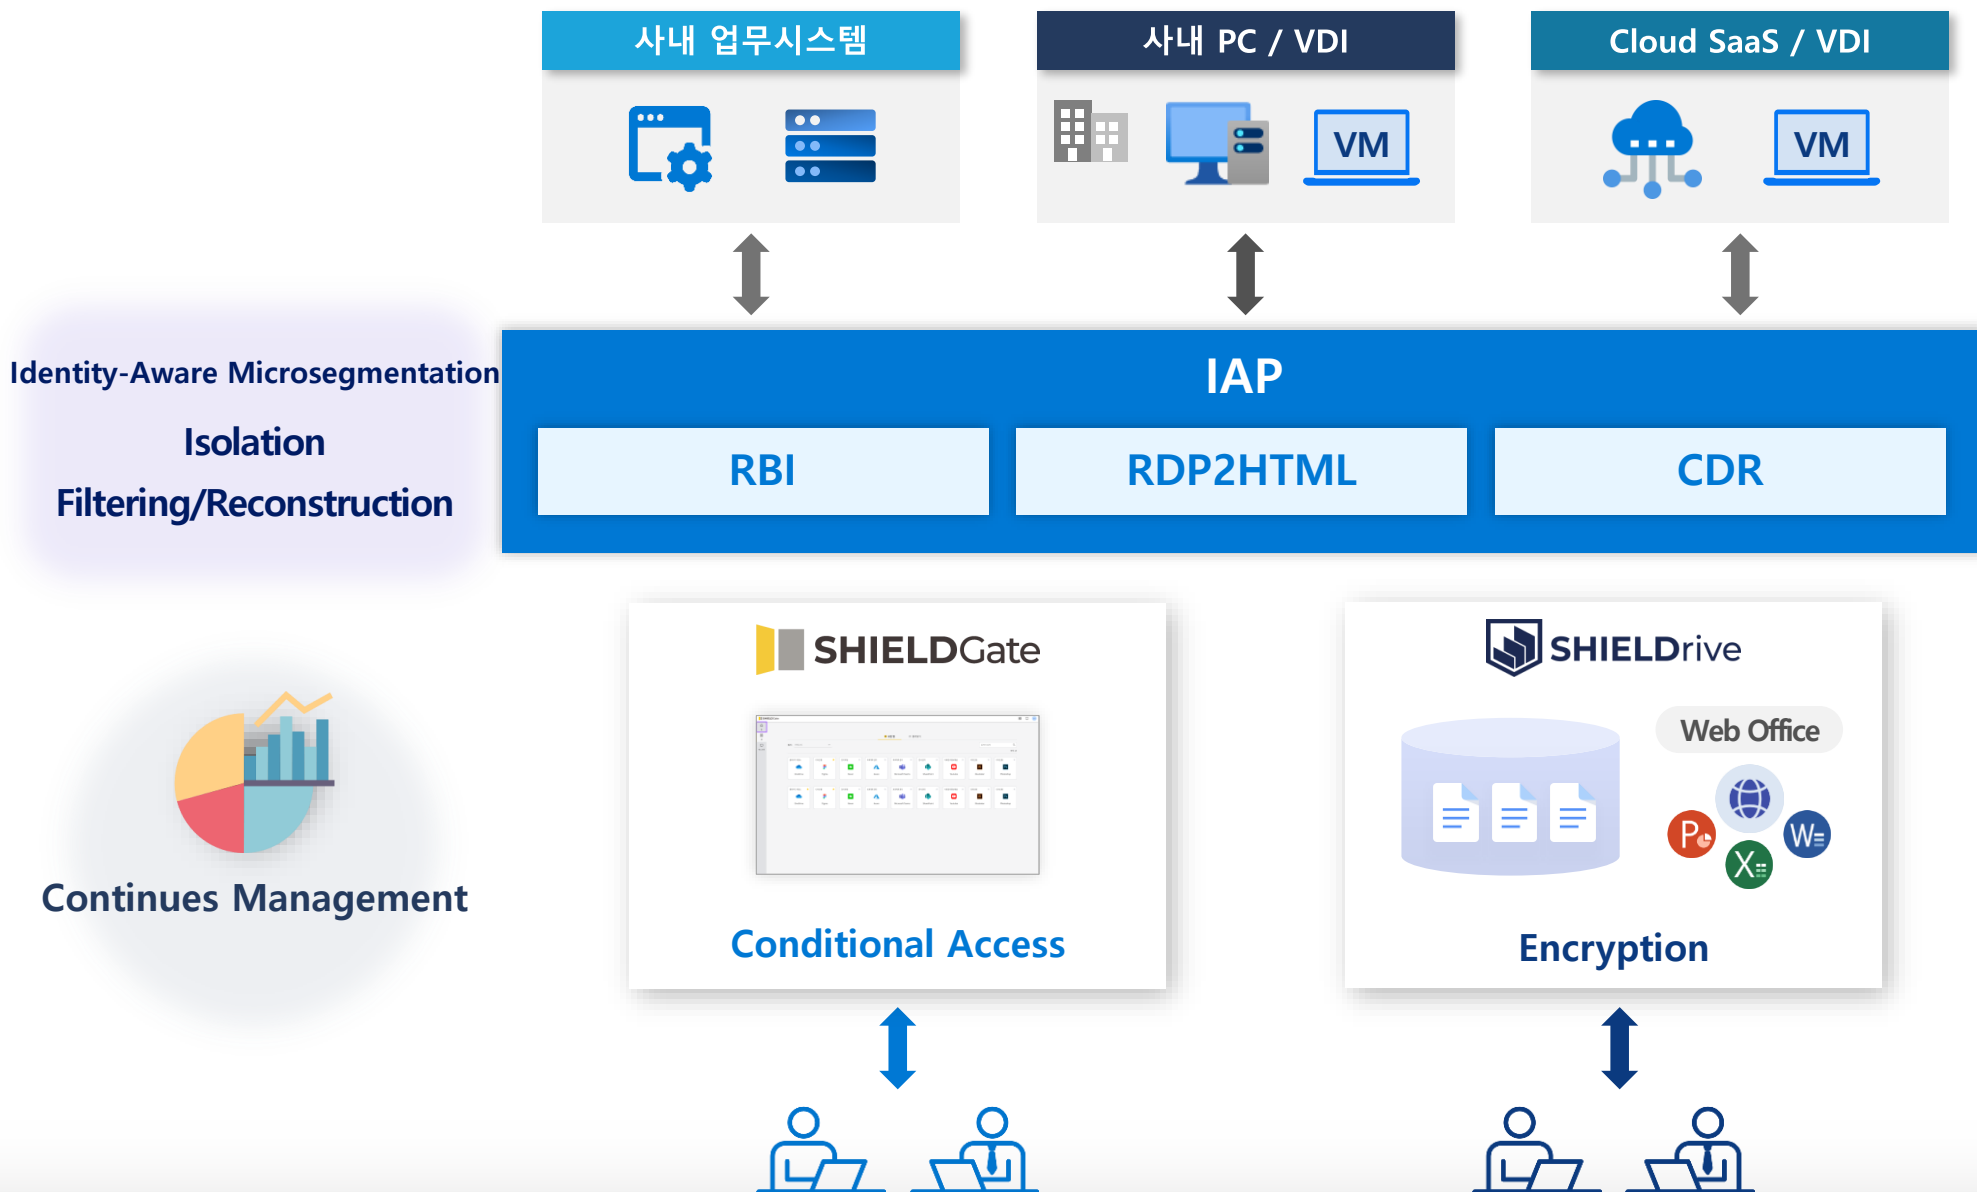 사내 업무시스템
사내 PC / VDI
Cloud SaaS / VDI
VM
VM
Identity-Aware Microsegmentation
Isolation
Filtering/Reconstruction
IAP
RBI
RDP2HTML
CDR
SHIELDGate
SHIELDrive
Web Office
P
W
X
Continues Management
Conditional Access
Encryption